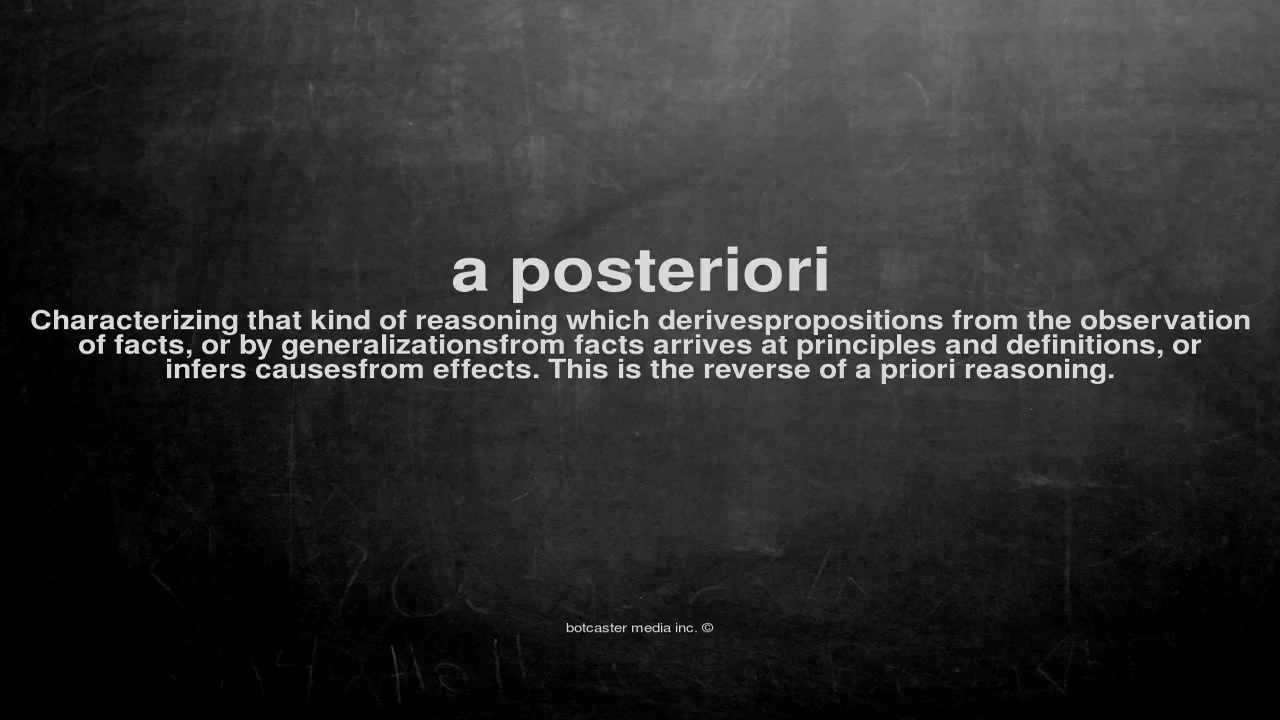 a posteriori
Characterizing that kind of reasoning which derivespropositions from the observation
of facts, or by generalizationsfrom facts arrives at principles and definitions, or
infers causesfrom effects. This is the reverse of a priori reasoning.
botcaster media inc. ©